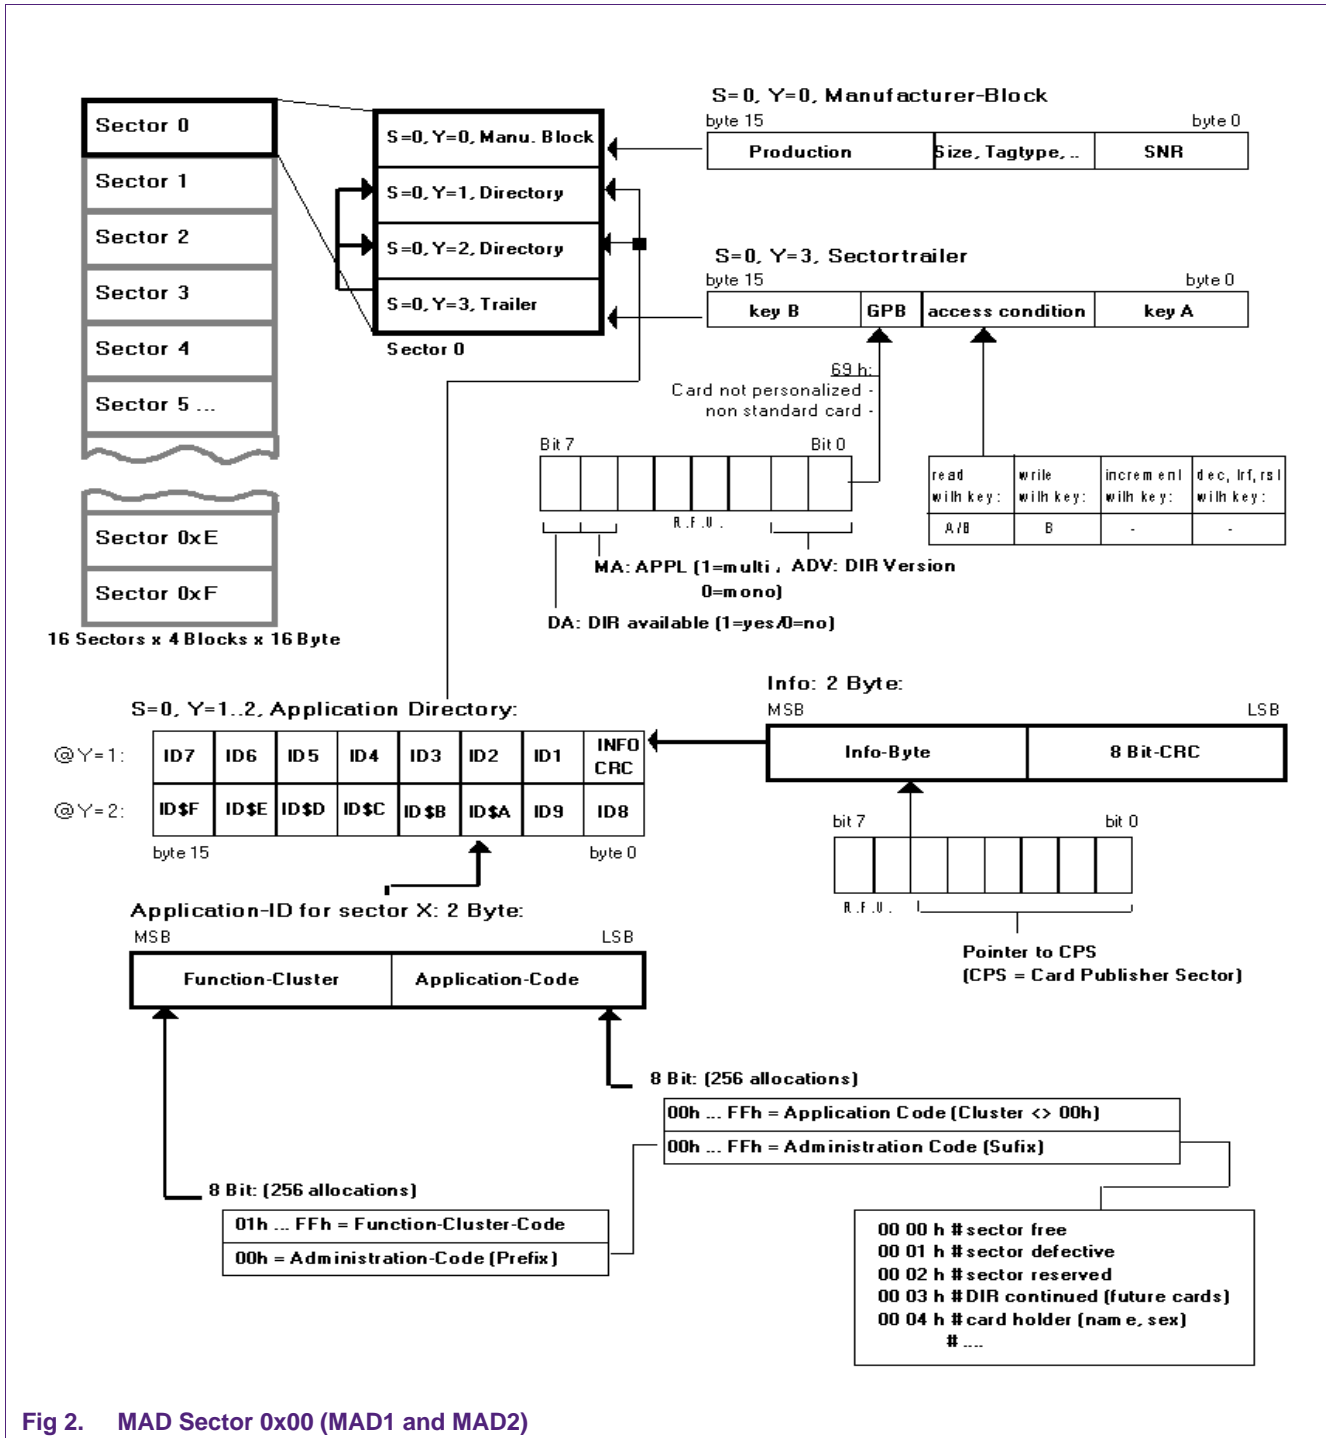 S=0, Y=0, Manufacturer-Block
byte 15 byte 0
Production Size, Tagtype, .. SNR
Sector 0
Sector 1
Sector 2
Sector 3
Sector 4
Sector 5 ...
Sector 0xE
Sector 0xF
16 Sectors x 4 Blocks x 16 Byte
S=0, Y=0, Manu. Block
S=0, Y=1, Directory
S=0, Y=2, Directory
S=0, Y=3, Trailer
Sector 0
S=0, Y=3, Sectortrailer
byte 15 byte 0
key B GPB access condition key A
69 h:
Card not personalized -
non standard card -
Bit 7 Bit 0
R.F.U.
MA: APPL (1=multi / 0=mono)
ADV: DIR Version
DA: DIR available (1=yes/0=no)
read with key: write with key: increment with key: dec, trf, rst with key:
A/B B - -
S=0, Y=1..2, Application Directory:
@Y=1: ID7 ID6 ID5 ID4 ID3 ID2 ID1 INFO CRC
@Y=2: ID$F ID$E ID$D ID$C ID$B ID$A ID9 ID8
byte 15 byte 0
Info: 2 Byte:
MSB LSB
Info-Byte 8 Bit-CRC
bit 7 bit 0
R.F.U.
Pointer to CPS
(CPS = Card Publisher Sector)
Application-ID for sector X: 2 Byte:
MSB LSB
Function-Cluster Application-Code
8 Bit: (256 allocations)
00h ... FFh = Application Code (Cluster <> 00h)
00h ... FFh = Administration Code (Sufix)
8 Bit: (256 allocations)
01h ... FFh = Function-Cluster-Code
00h = Administration-Code (Prefix)
00 00 h # sector free
00 01 h # sector defective
00 02 h # sector reserved
00 03 h # DIR continued (future cards)
00 04 h # card holder (name, sex)
# ....
Fig 2. MAD Sector 0x00 (MAD1 and MAD2)